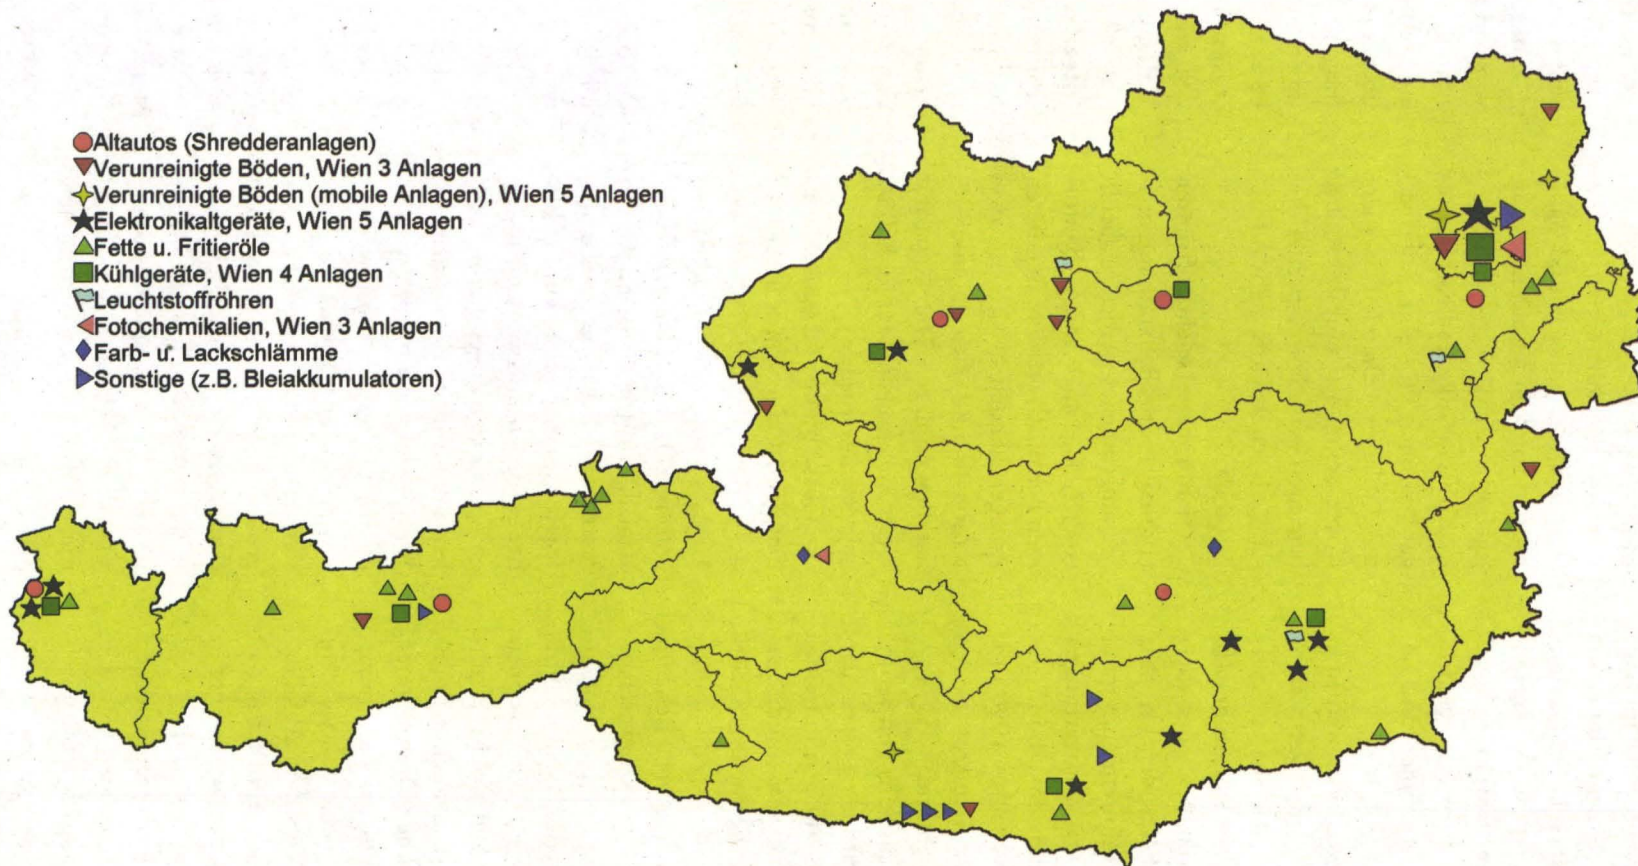 Altautos (Shredderanlagen)
Verunreinigte Böden, Wien 3 Anlagen
Verunreinigte Böden (mobile Anlagen), Wien 5 Anlagen
Elektronikaltgeräte, Wien 5 Anlagen
Fette u. Fritieröle
Kühlgeräte, Wien 4 Anlagen
Leuchtstoffröhren
Fotochemikalien, Wien 3 Anlagen
Farb- u. Lackschlämme
Sonstige (z.B. Bleiakkumulatoren)